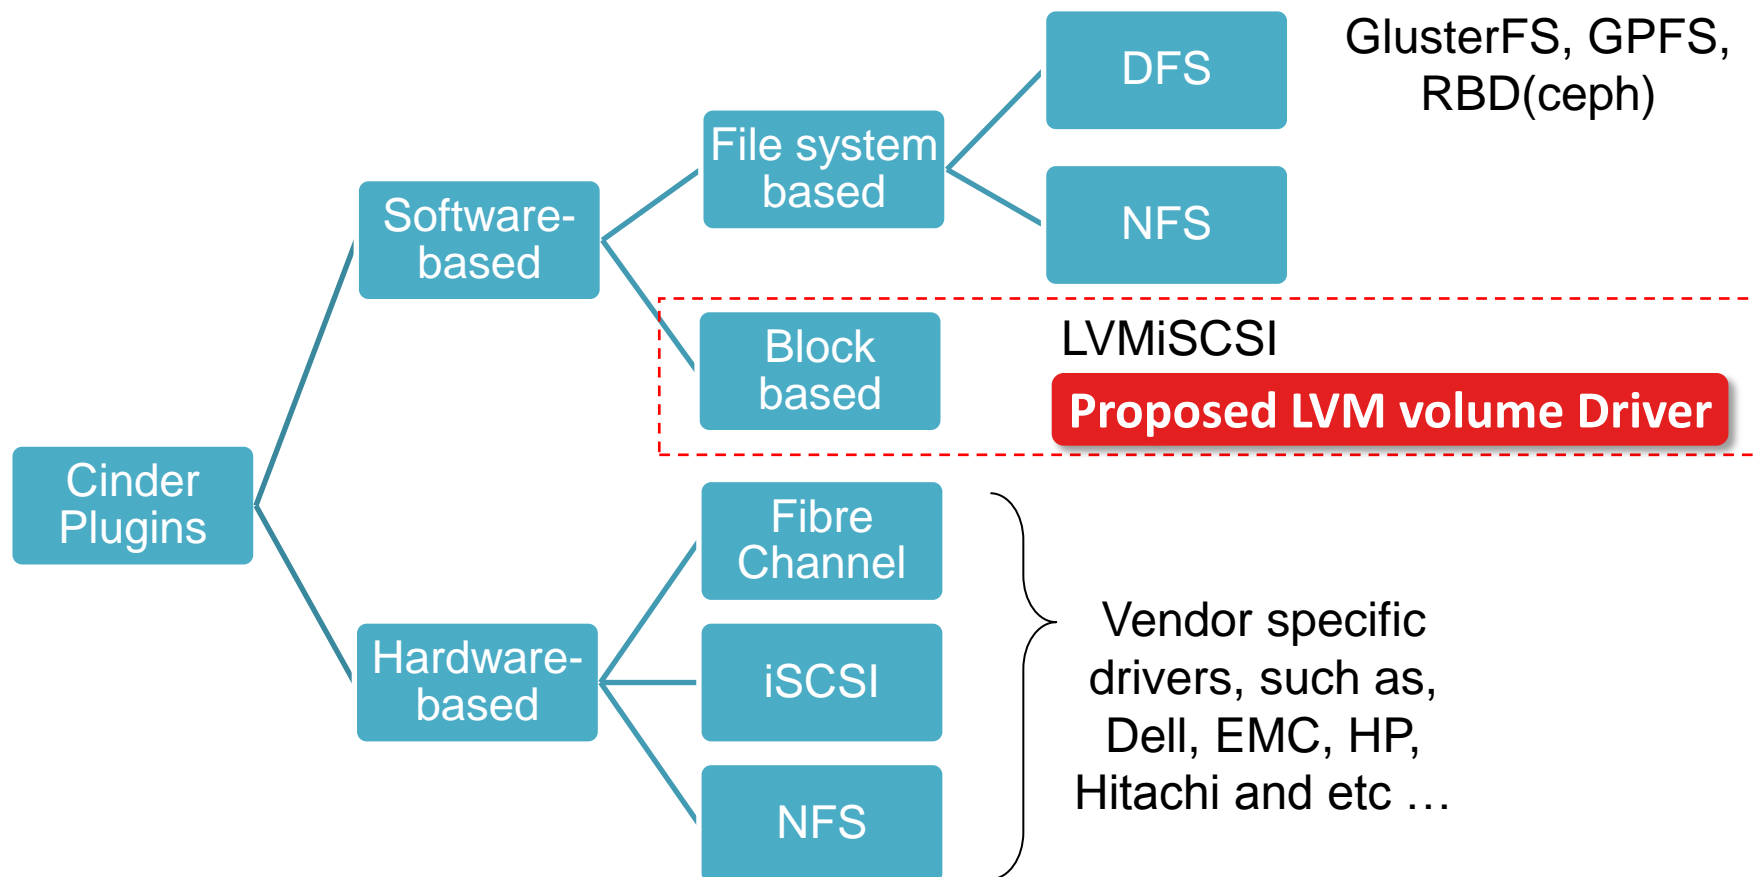 DFS
GlusterFS, GPFS,
RBD(ceph)
File system
based
NFS
Software-
based
Block
based
LVMiSCSI
Proposed LVM volume Driver
Cinder
Plugins
Fibre
Channel
Hardware-
based
iSCSI
NFS
Vendor specific
drivers, such as,
Dell, EMC, HP,
Hitachi and etc …